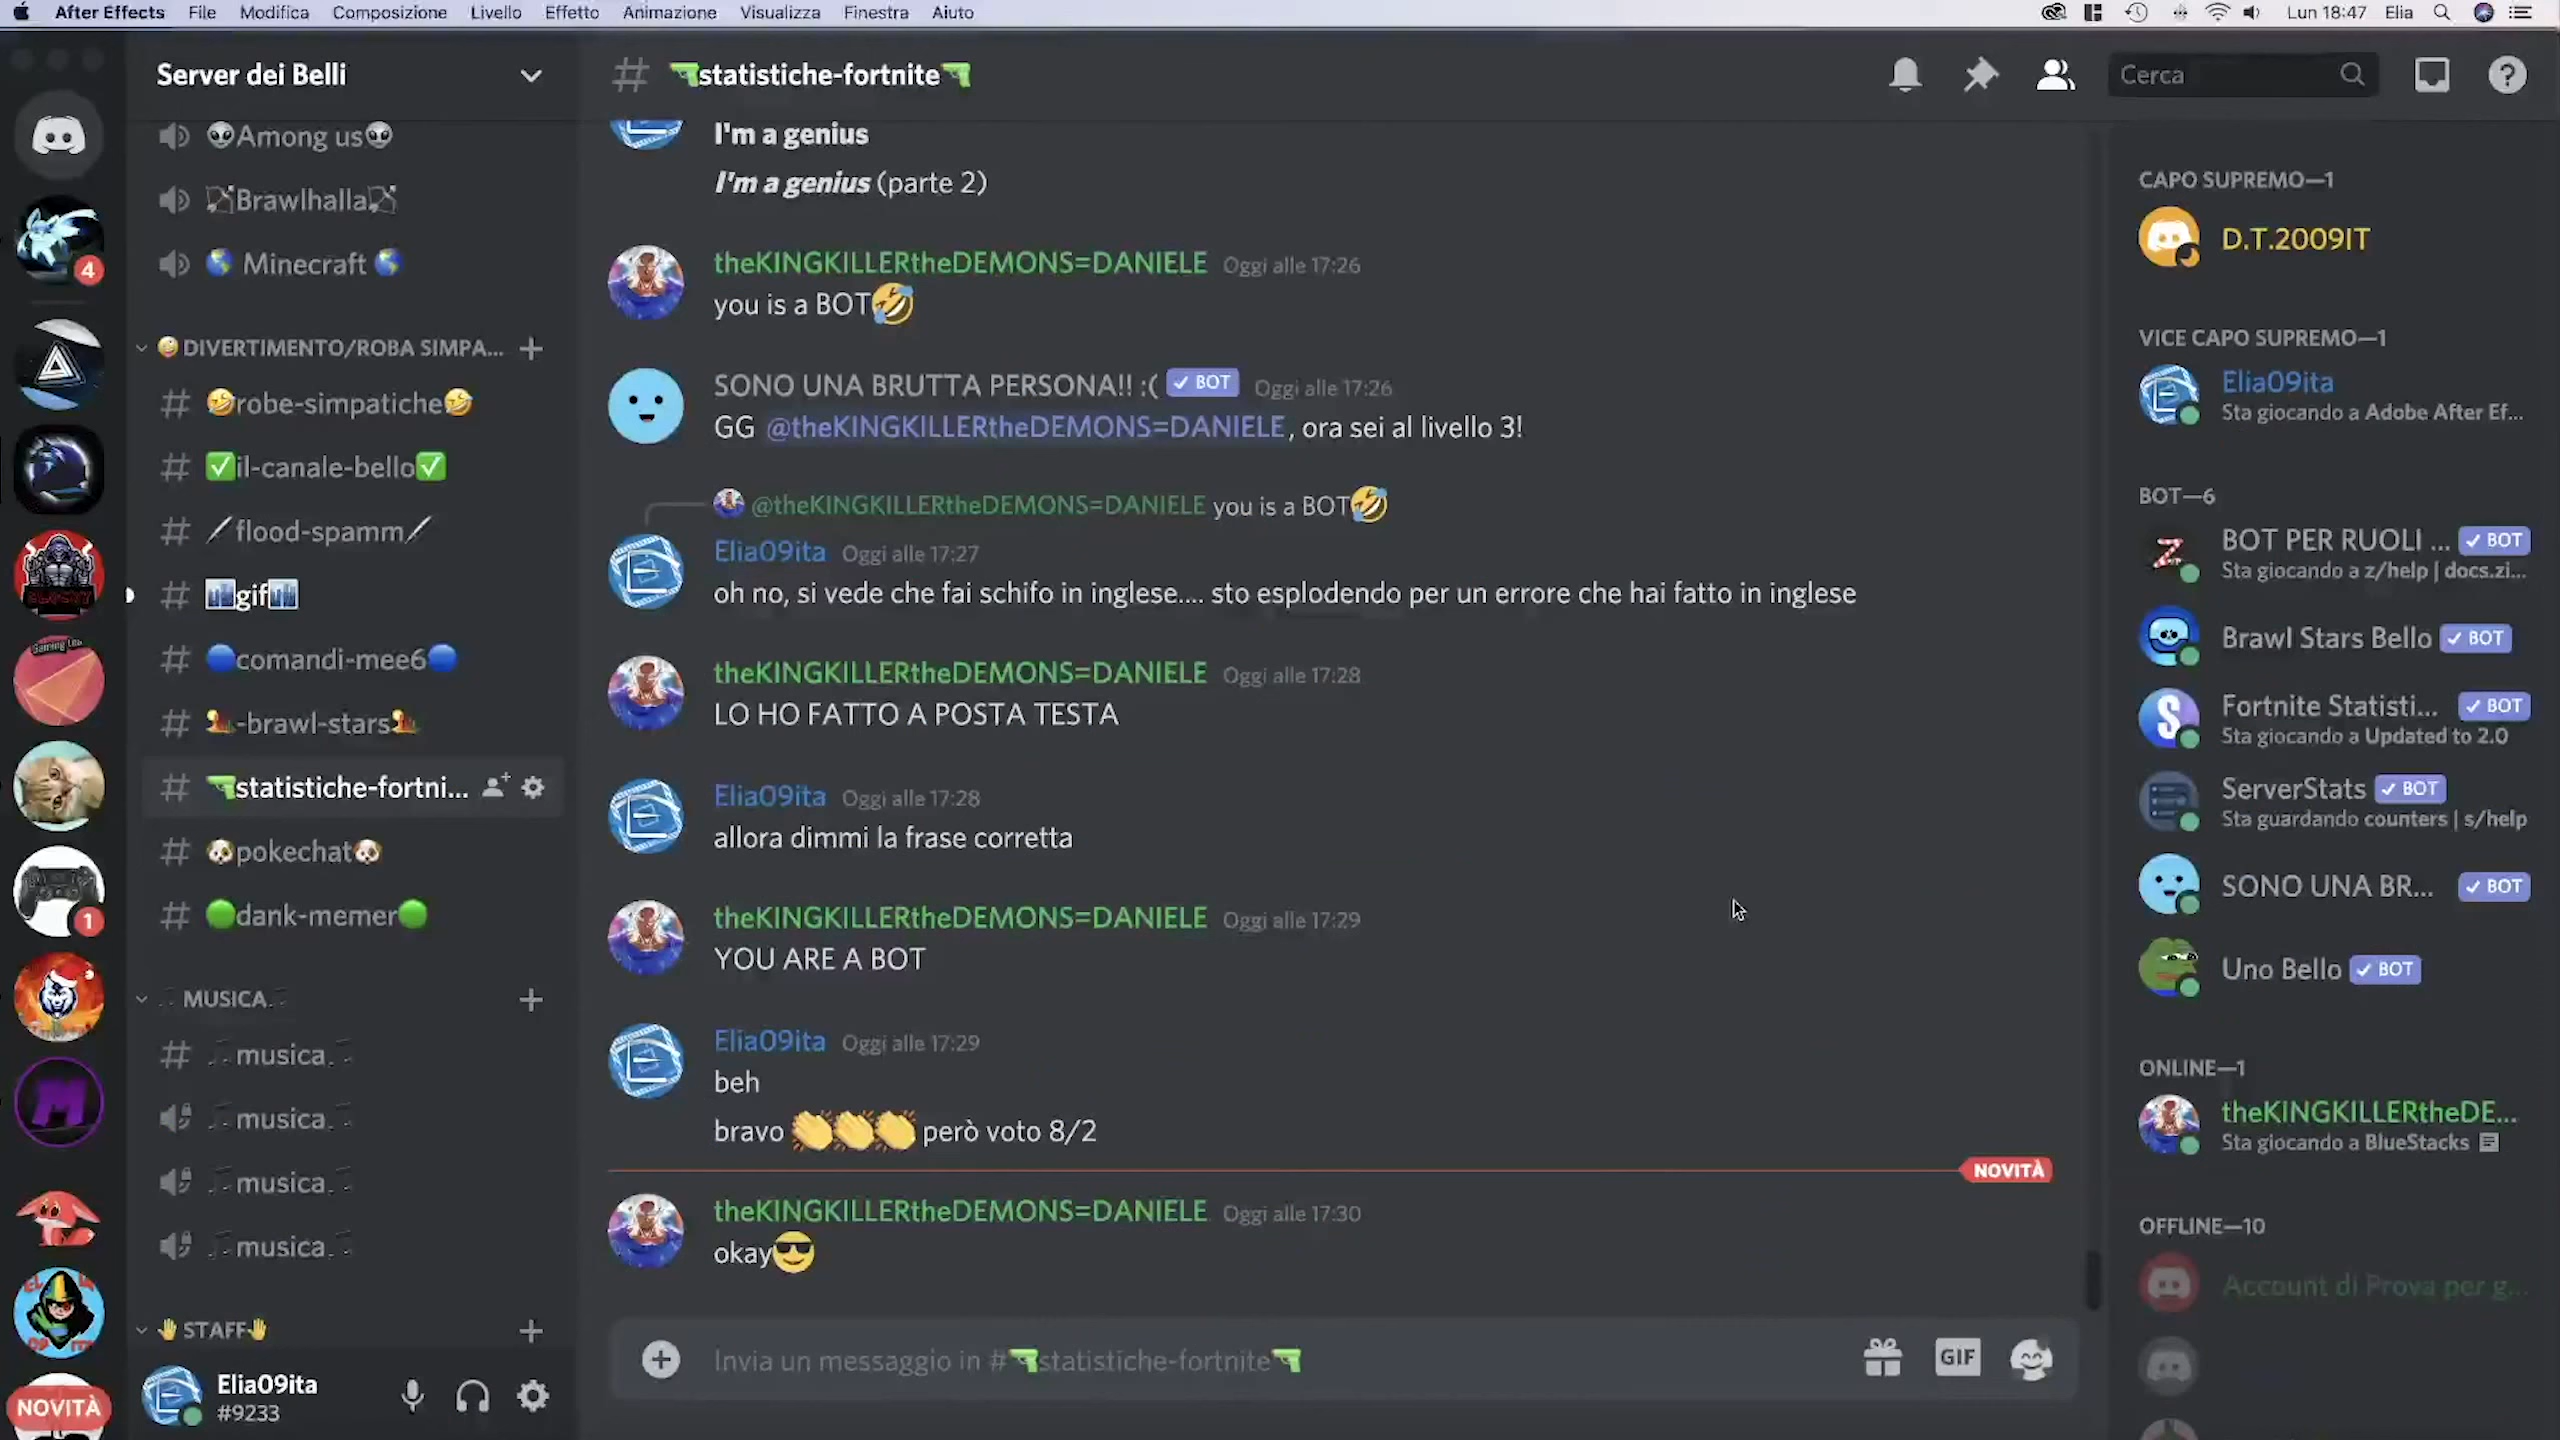 After Effects File Modifica Composizione Livello Effetto Animazione Visualizza Finestra Aiuto
Lun 18:47 Elia
Server dei Belli
👽Among us👽
🏹Brawlhalla🏹
🌎 Minecraft 🌎
🤪DIVERTIMENTO/ROBA SIMPA...
🤣robe-simpatiche🤣
✅il-canale-bello✅
flood-spamm
gif
🔵comandi-mee6🔵
-brawl-stars
🔫statistiche-fortni...
🐶pokechat🐶
🟢dank-memer🟢
MUSICA
musica
musica
musica
musica
🤚STAFF🤚
4
Gaming Leo
1
NOVITÀ
Elia09ita
#9233
# 🔫statistiche-fortnite🔫
Cerca
I'm a genius
I'm a genius (parte 2)
theKINGKILLERtheDEMONS=DANIELE Oggi alle 17:26
you is a BOT🤣
SONO UNA BRUTTA PERSONA!! :( ✓ BOT Oggi alle 17:26
GG @theKINGKILLERtheDEMONS=DANIELE, ora sei al livello 3!
@theKINGKILLERtheDEMONS=DANIELE you is a BOT🤣
Elia09ita Oggi alle 17:27
oh no, si vede che fai schifo in inglese.... sto esplodendo per un errore che hai fatto in inglese
theKINGKILLERtheDEMONS=DANIELE Oggi alle 17:28
LO HO FATTO A POSTA TESTA
Elia09ita Oggi alle 17:28
allora dimmi la frase corretta
theKINGKILLERtheDEMONS=DANIELE Oggi alle 17:29
YOU ARE A BOT
Elia09ita Oggi alle 17:29
beh
bravo 👏👏👏 però voto 8/2
NOVITÀ
theKINGKILLERtheDEMONS=DANIELE Oggi alle 17:30
okay😎
Invia un messaggio in #🔫statistiche-fortnite🔫
GIF
CAPO SUPREMO—1
D.T.2009IT
VICE CAPO SUPREMO—1
Elia09ita
Sta giocando a Adobe After Ef...
BOT—6
BOT PER RUOLI ... ✓ BOT
Sta giocando a z/help | docs.zi...
Brawl Stars Bello ✓ BOT
Fortnite Statisti... ✓ BOT
Sta giocando a Updated to 2.0
ServerStats ✓ BOT
Sta guardando counters | s/help
SONO UNA BR... ✓ BOT
Uno Bello ✓ BOT
ONLINE—1
theKINGKILLERtheDE...
Sta giocando a BlueStacks
OFFLINE—10
Account di Prova per g...